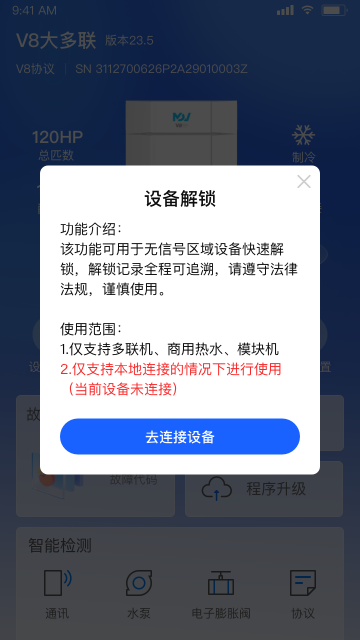 9:41 AM
V8大多联 版本23.5
V8协议 SN 3112700626P2A29010003Z
MDV
120HP
总匹数
制冷
设备解锁
功能介绍：
该功能可用于无信号区域设备快速解
锁，解锁记录全程可追溯，请遵守法律
法规，谨慎使用。
使用范围：
1.仅支持多联机、商用热水、模块机
2.仅支持本地连接的情况下进行使用
（当前设备未连接）
去连接设备
故障代码
程序升级
智能检测
通讯
水泵
电子膨胀阀
协议